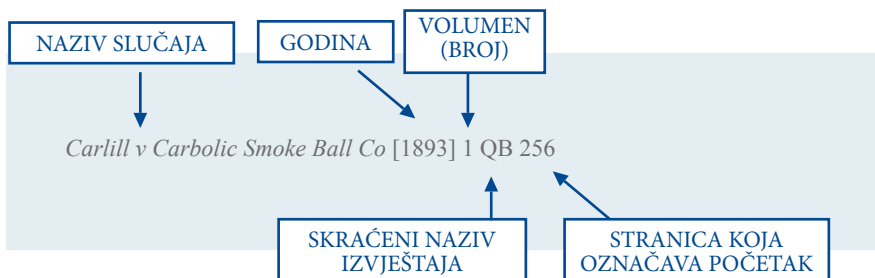 NAZIV SLUČAJA
GODINA
VOLUMEN
(BROJ)
Carlill v Carbolic Smoke Ball Co [1893] 1 QB 256
SKRAĆENI NAZIV
IZVJEŠTAJA
STRANICA KOJA
OZNAČAVA POČETAK